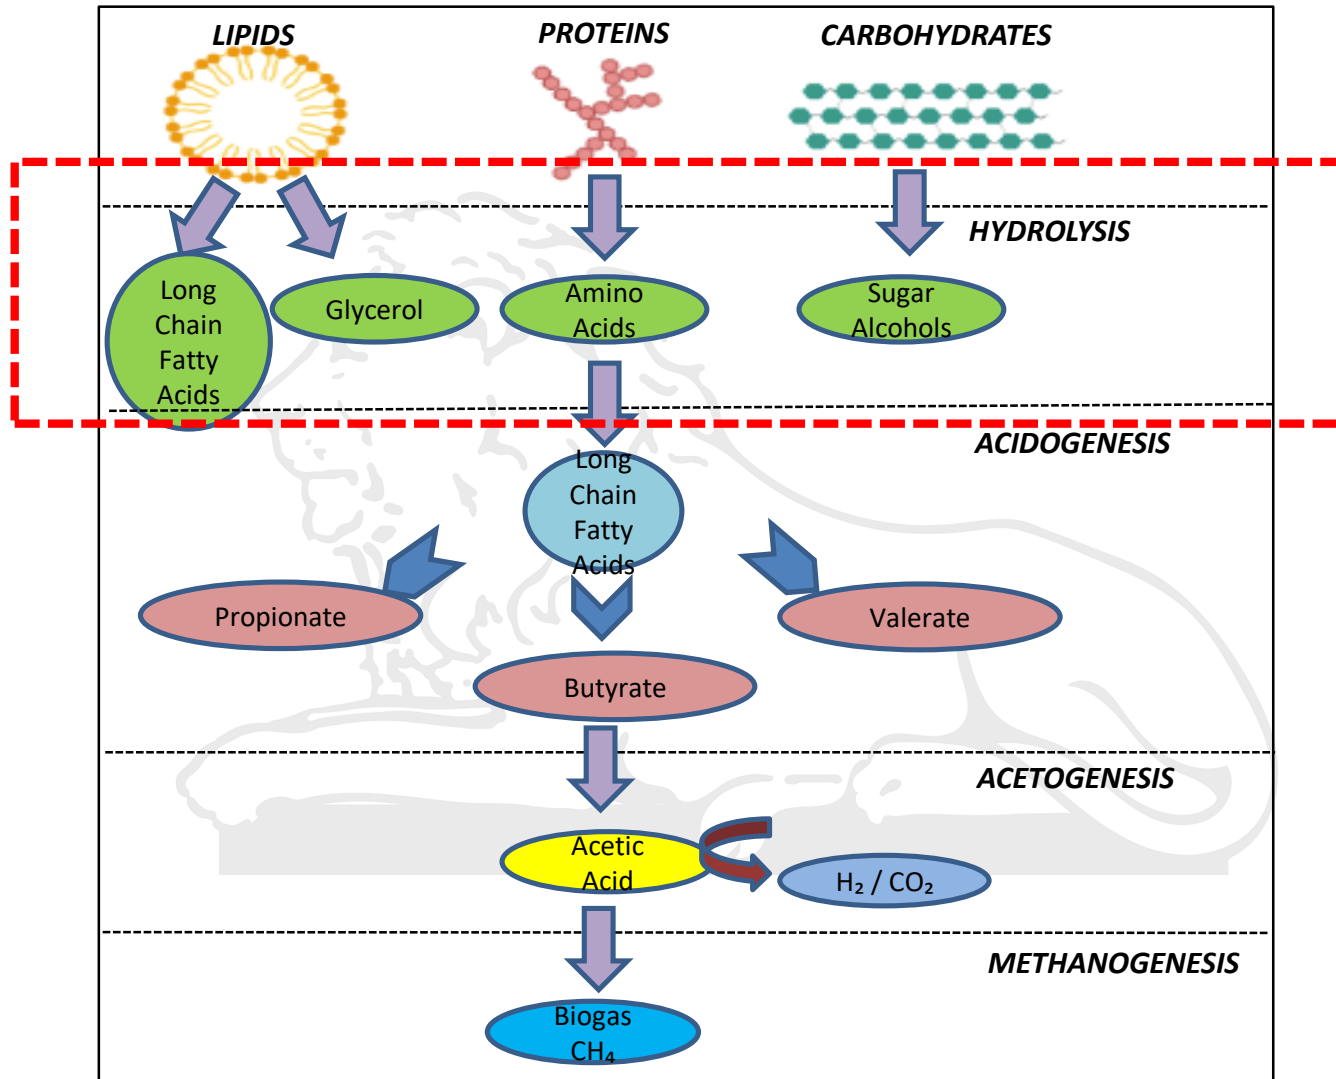 LIPIDS
PROTEINS
CARBOHYDRATES
HYDROLYSIS
Long
Chain
Fatty
Acids
Glycerol
Amino
Acids
Sugar
Alcohols
ACIDOGENESIS
Long
Chain
Fatty
Acids
Propionate
Valerate
Butyrate
ACETOGENESIS
Acetic
Acid
H₂ / CO₂
METHANOGENESIS
Biogas
CH₄